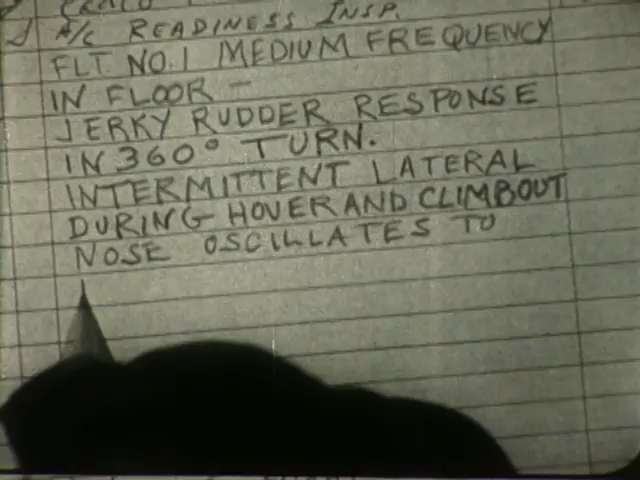 A/C READINESS INSP.
FLT. NO.1 MEDIUM FREQUENCY
IN FLOOR -
JERKY RUDDER RESPONSE
IN 360° TURN.
INTERMITTENT LATERAL
DURING HOVER AND CLIMBOUT
NOSE OSCILLATES TO